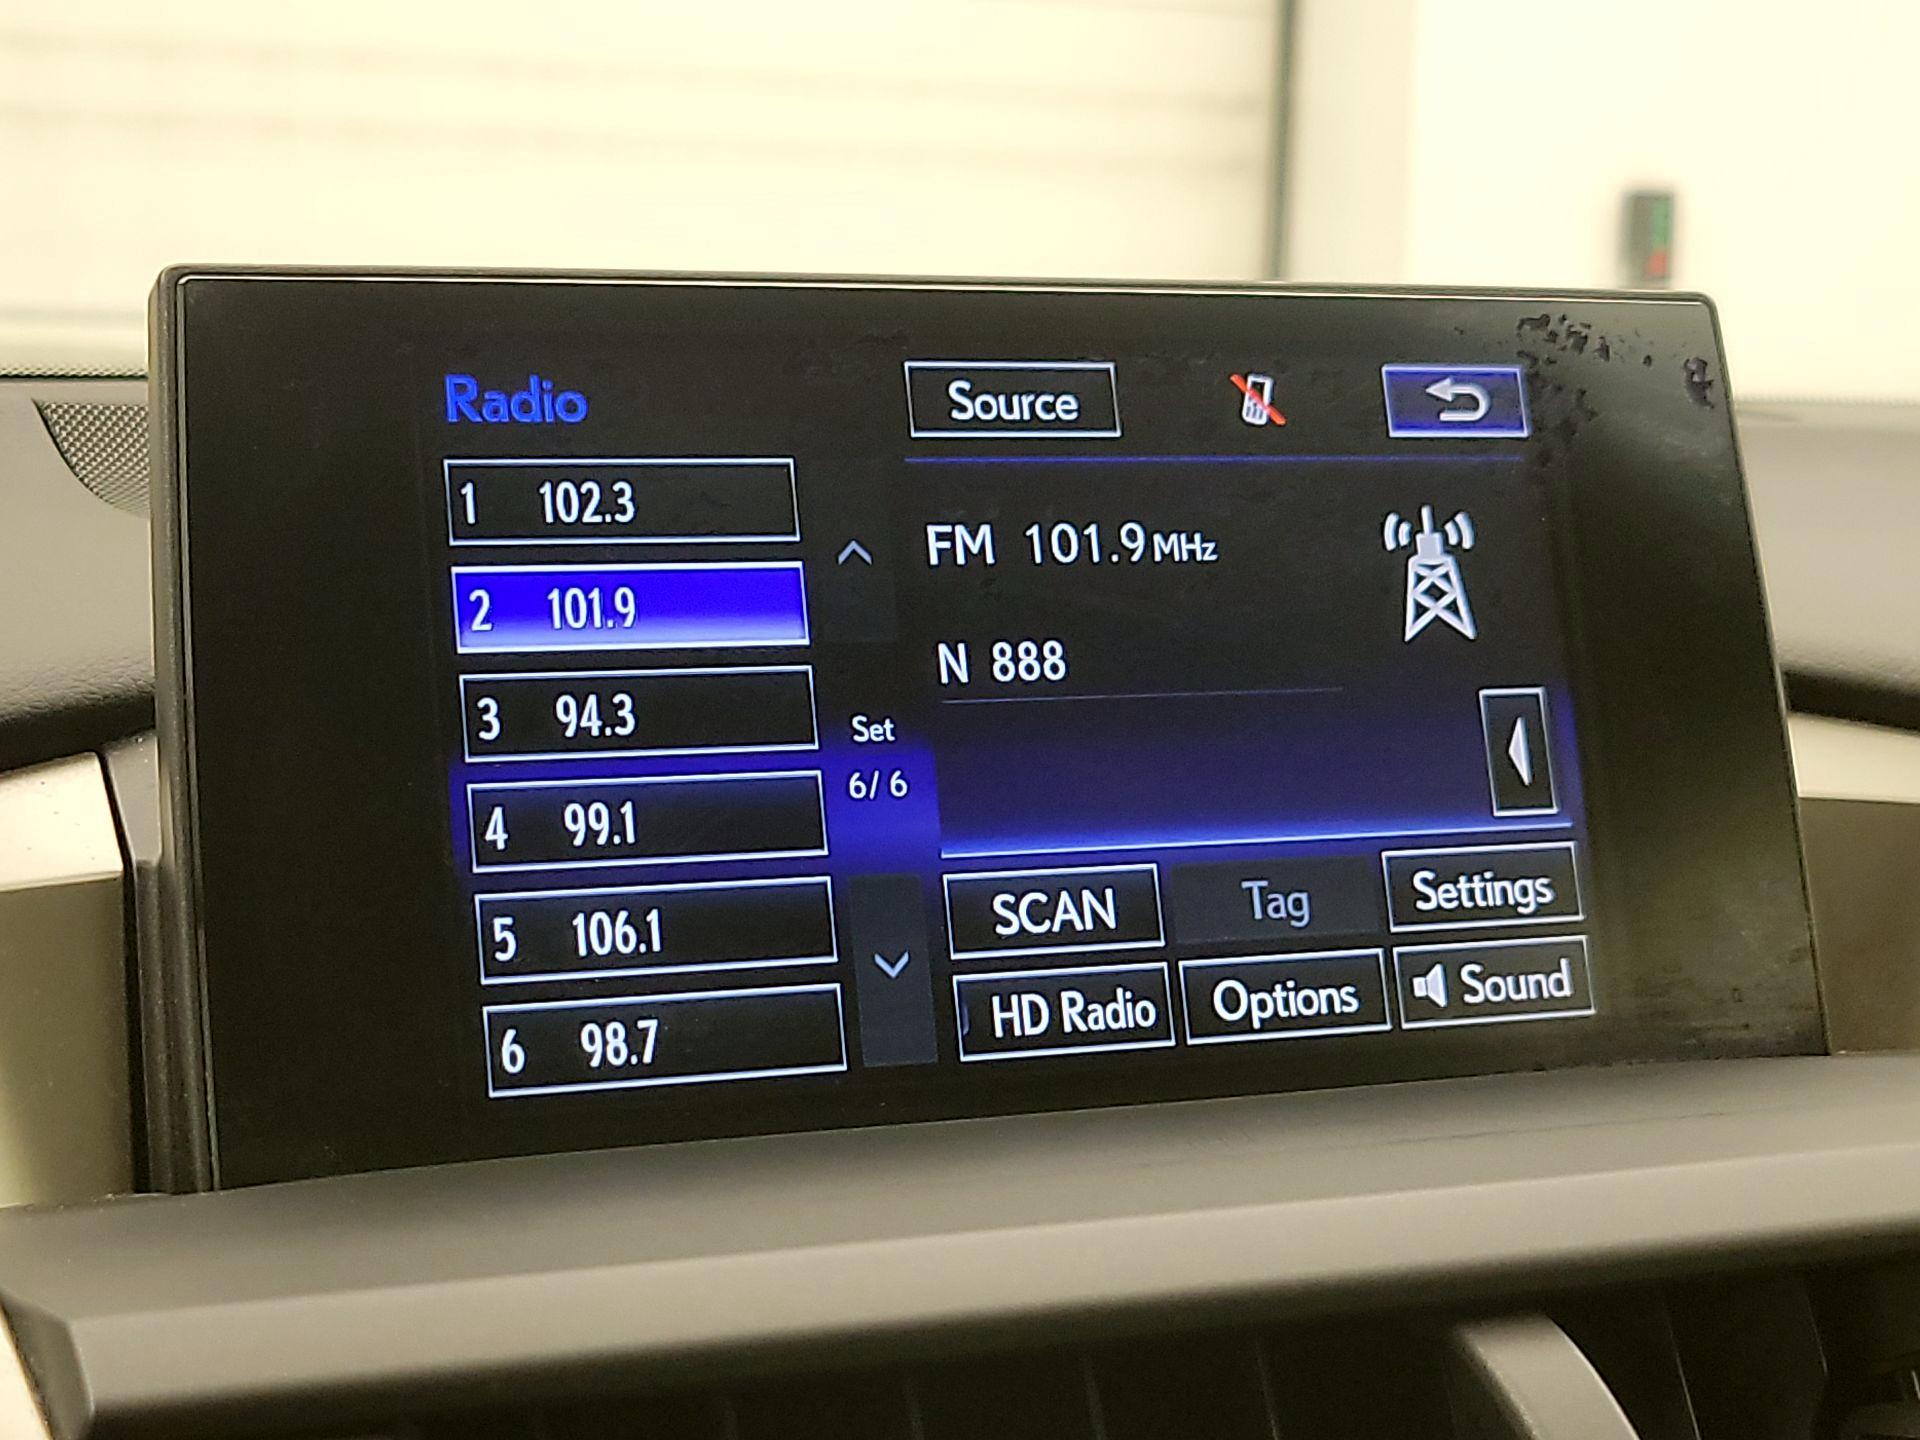 Radio
Source
1 102.3
2 101.9
3 94.3
4 99.1
5 106.1
6 98.7
Set
6/ 6
FM 101.9 MHz
N 888
SCAN
Tag
Settings
HD Radio
Options
Sound